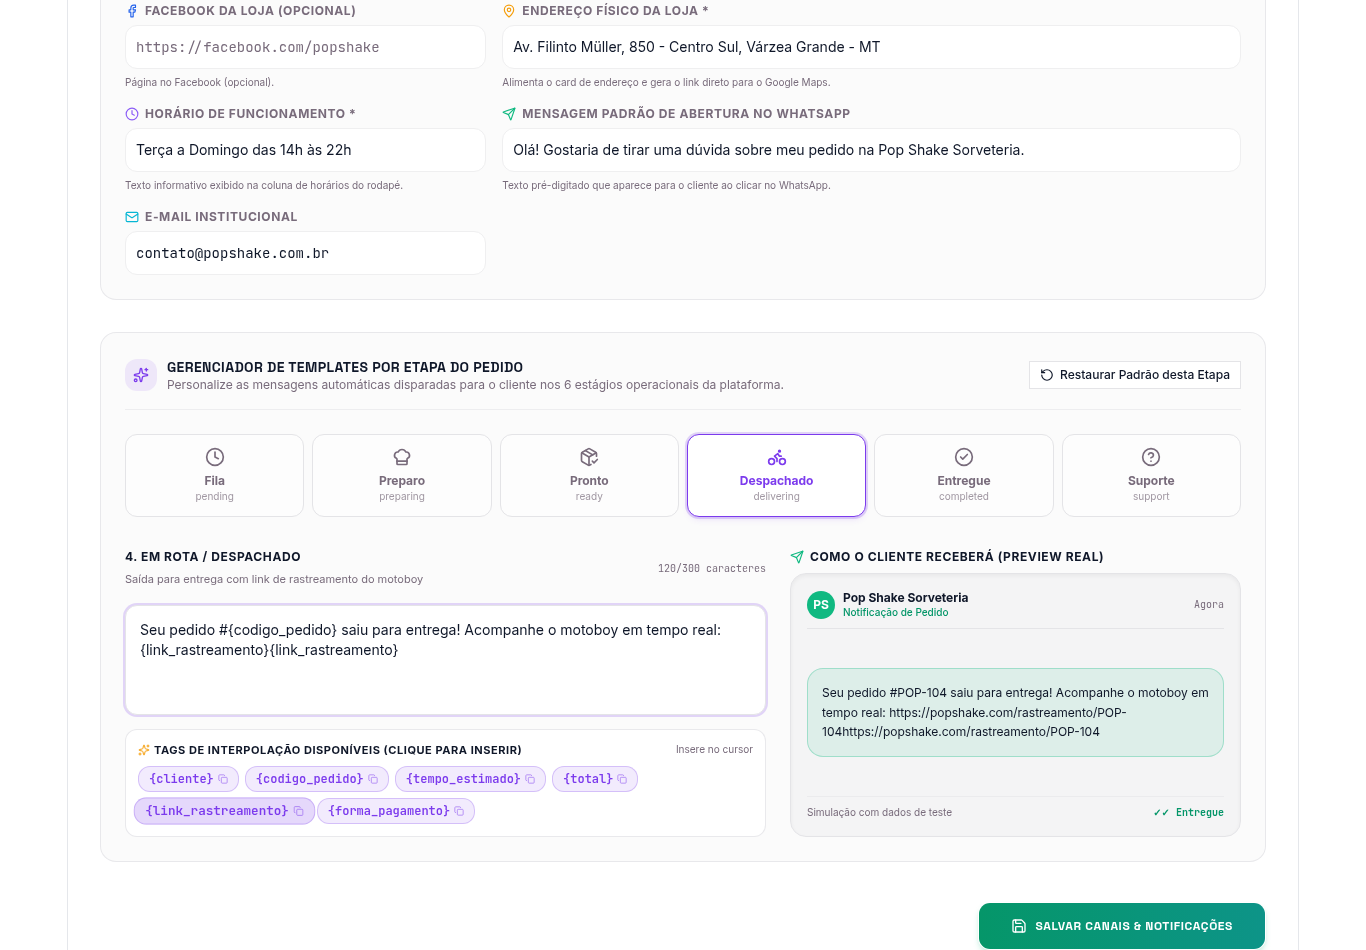 FACEBOOK DA LOJA (OPCIONAL)
https://facebook.com/popshake
Página no Facebook (opcional).
ENDEREÇO FÍSICO DA LOJA *
Av. Filinto Müller, 850 - Centro Sul, Várzea Grande - MT
Alimenta o card de endereço e gera o link direto para o Google Maps.
HORÁRIO DE FUNCIONAMENTO *
Terça a Domingo das 14h às 22h
Texto informativo exibido na coluna de horários do rodapé.
MENSAGEM PADRÃO DE ABERTURA NO WHATSAPP
Olá! Gostaria de tirar uma dúvida sobre meu pedido na Pop Shake Sorveteria.
Texto pré-digitado que aparece para o cliente ao clicar no WhatsApp.
E-MAIL INSTITUCIONAL
contato@popshake.com.br
GERENCIADOR DE TEMPLATES POR ETAPA DO PEDIDO
Personalize as mensagens automáticas disparadas para o cliente nos 6 estágios operacionais da plataforma.
Restaurar Padrão desta Etapa
Fila
pending
Preparo
preparing
Pronto
ready
Despachado
delivering
Entregue
completed
Suporte
support
4. EM ROTA / DESPACHADO
Saída para entrega com link de rastreamento do motoboy
120/300 caracteres
Seu pedido #{codigo_pedido} saiu para entrega! Acompanhe o motoboy em tempo real:
{link_rastreamento}{link_rastreamento}
TAGS DE INTERPOLAÇÃO DISPONÍVEIS (CLIQUE PARA INSERIR)
Insere no cursor
{cliente}
{codigo_pedido}
{tempo_estimado}
{total}
{link_rastreamento}
{forma_pagamento}
COMO O CLIENTE RECEBERÁ (PREVIEW REAL)
PS
Pop Shake Sorveteria
Notificação de Pedido
Agora
Seu pedido #POP-104 saiu para entrega! Acompanhe o motoboy em
tempo real: https://popshake.com/rastreamento/POP-
104https://popshake.com/rastreamento/POP-104
Simulação com dados de teste
✓✓ Entregue
SALVAR CANAIS & NOTIFICAÇÕES